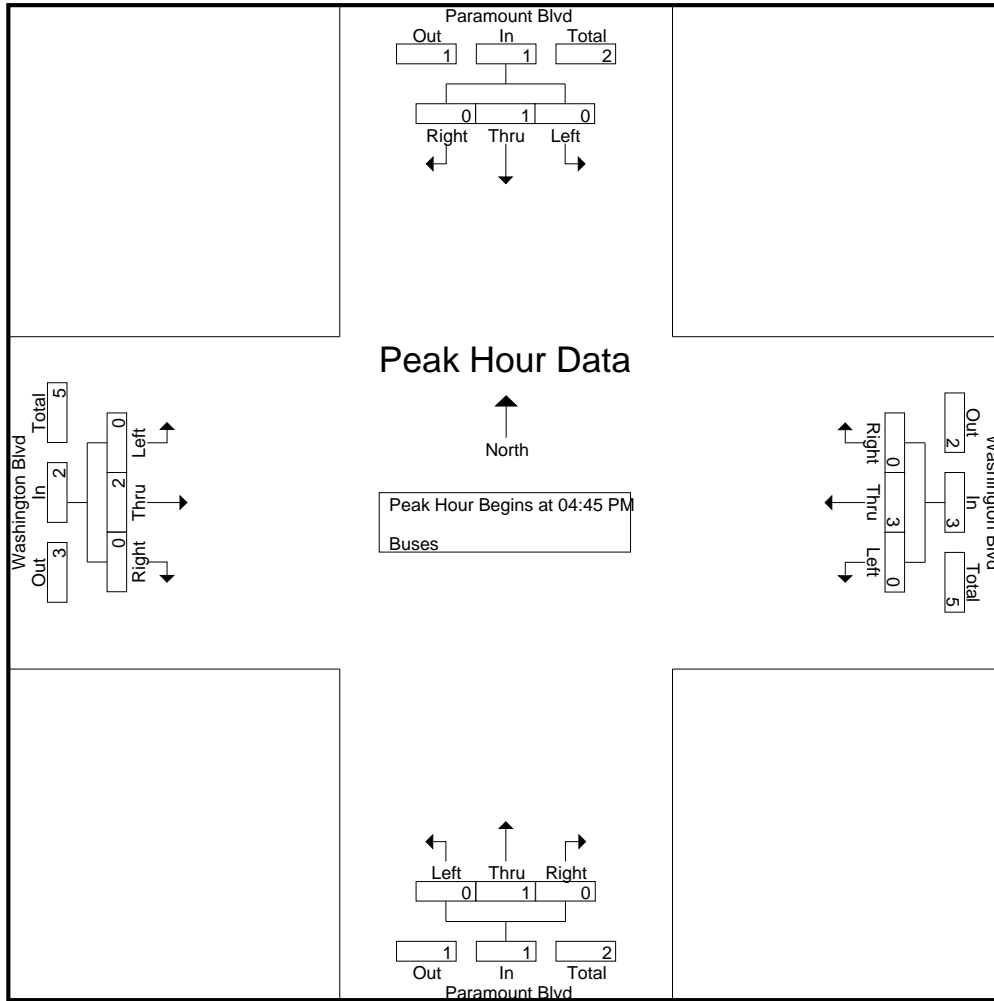 Paramount Blvd
Out In Total
1 1 2
0 1 0
Right Thru Left
Peak Hour Data
North
Peak Hour Begins at 04:45 PM
Buses
Washington Blvd
Out In Total
3 2 5
0 2 0
Right Thru Left
Washington Blvd
Out In Total
2 3 5
0 3 0
Right Thru Left
Left Thru Right
0 1 0
1 1 2
Out In Total
Paramount Blvd